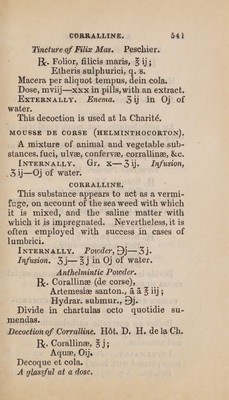 CORRALLINE. 541
Tincture of Filix Mas. Peschier.
℞. Folior, filicis maris, ℥ ij;
Etheris sulphurici, q. s.
Macera per aliquot tempus, dein cola.
Dose, mviij—xxx in pills, with an extract.
EXTERNALLY. Enema. ʒ ij in Oj of
water.
This decoction is used at la Charité.
MOUSSE DE CORSE (HELMINTHOCORTON).
A mixture of animal and vegetable sub-
stances. fuci, ulvæ, confervæ, corrallinæ, &c.
INTERNALLY. Gr. x—ʒ ij. Infusion,
ʒ ij—Oj of water.
CORRALLINE.
This substance appears to act as a vermi-
fuge, on account of the sea weed with which
it is mixed, and the saline matter with
which it is impregnated. Nevertheless, it is
often employed with success in cases of
lumbrici.
INTERNALLY. Powder, ℈j—ʒ j.
Infusion. ʒ j—℥ j in Oj of water.
Anthelmintic Powder.
℞. Corallinæ (de corse),
Artemesiæ santon., ā ā ℥ iij;
Hydrar. submur., ℈j.
Divide in chartulas octo quotidie su-
mendas.
Decoction of Corralline. Hôt. D. H. de la Ch.
℞. Corallinæ, ℥ j;
Aquæ, Oij.
Decoque et cola.
A glassful at a dose.